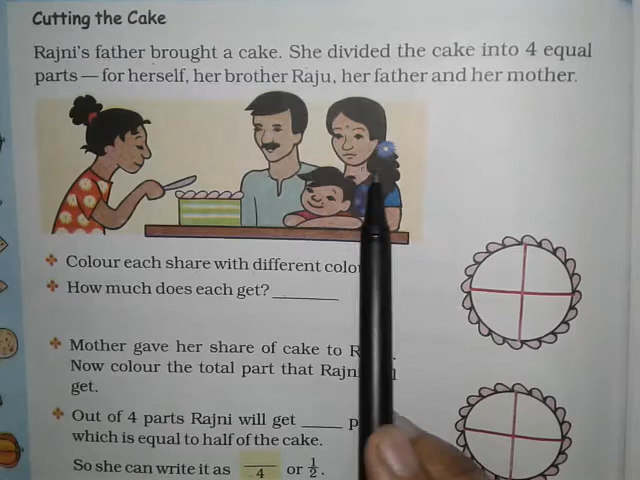 Cutting the Cake
Rajni's father brought a cake. She divided the cake into 4 equal
parts — for herself, her brother Raju, her father and her mother.
Colour each share with different
How much does each get? ________
Mother gave her share of cake to
Now colour the total part that
get.
Out of 4 parts Rajni will get _____
which is equal to half of the cake.
So she can write it as __/4 or 1/2.